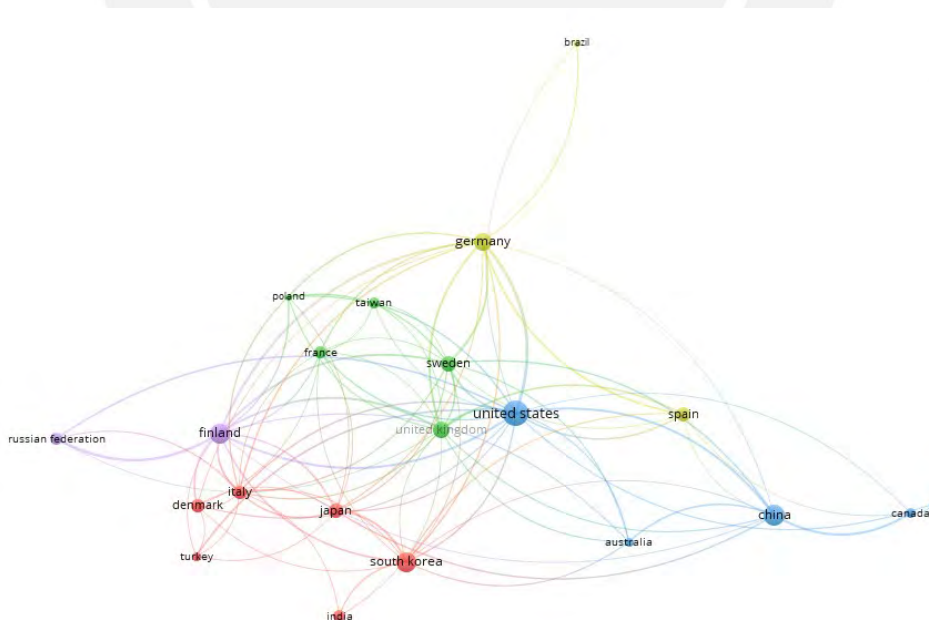 brazil
germany
poland
taiwan
france
sweden
united states
spain
united kingdom
finland
russian federation
italy
denmark
japan
china
canada
australia
turkey
south korea
india